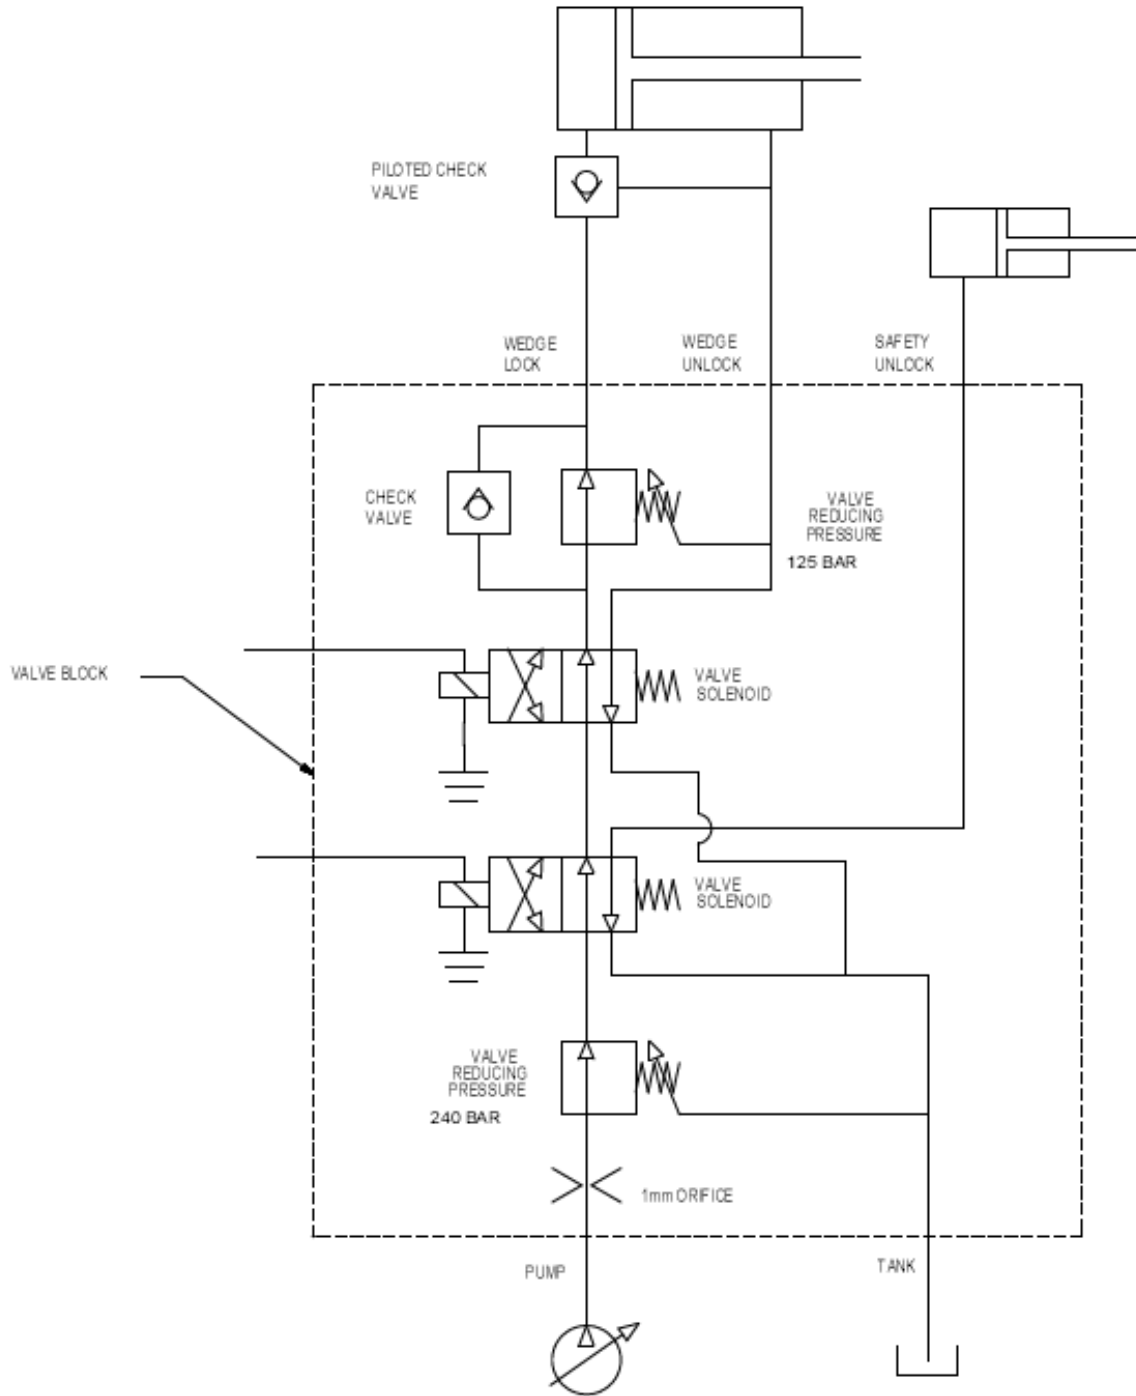 PILOTED CHECK
VALVE
WEDGE
LOCK
WEDGE
UNLOCK
SAFETY
UNLOCK
CHECK
VALVE
VALVE
REDUCING
PRESSURE
125 BAR
VALVE BLOCK
VALVE
SOLENOID
VALVE
SOLENOID
VALVE
REDUCING
PRESSURE
240 BAR
1mm ORIFICE
PUMP
TANK